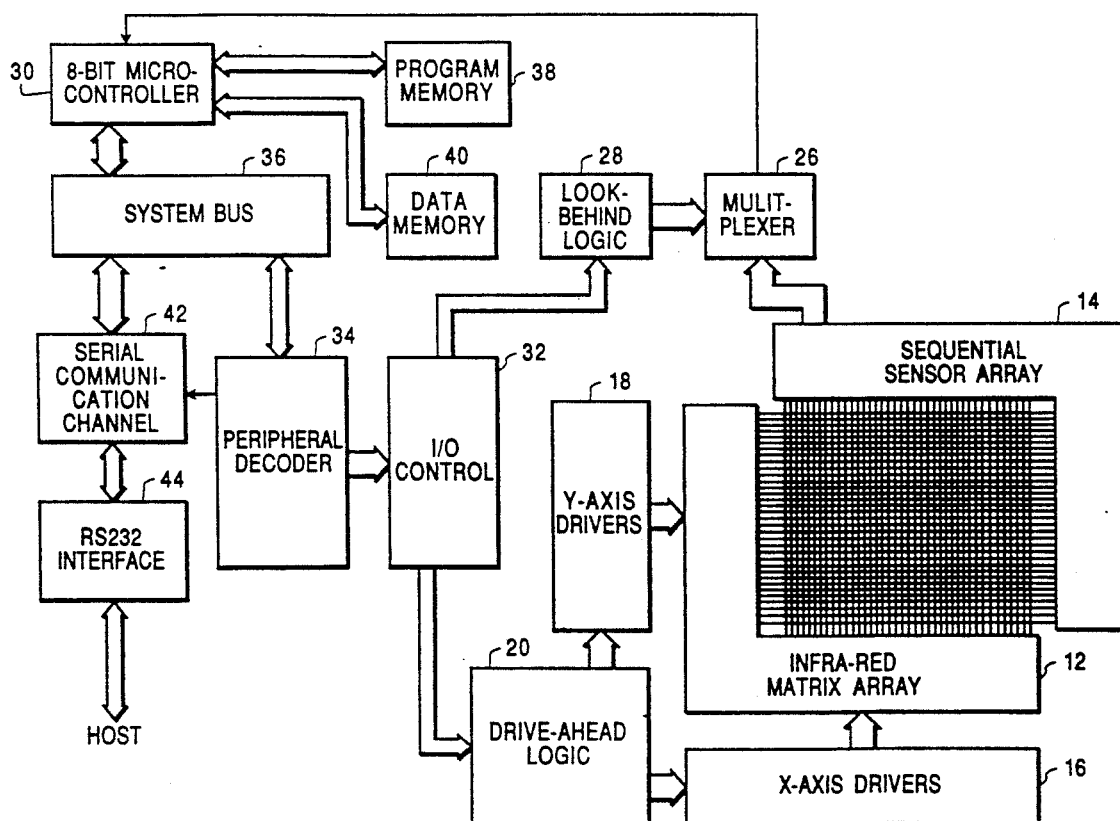 30
8-BIT MICRO-
CONTROLLER
PROGRAM
MEMORY
38
36
SYSTEM BUS
40
DATA
MEMORY
28
LOOK-
BEHIND
LOGIC
26
MULITPLEXER
42
SERIAL
COMMUNI-
CATION
CHANNEL
34
PERIPHERAL
DECODER
32
I/O
CONTROL
18
Y-AXIS
DRIVERS
14
SEQUENTIAL
SENSOR ARRAY
44
RS232
INTERFACE
HOST
20
DRIVE-AHEAD
LOGIC
INFRA-RED
MATRIX ARRAY
12
X-AXIS DRIVERS
16